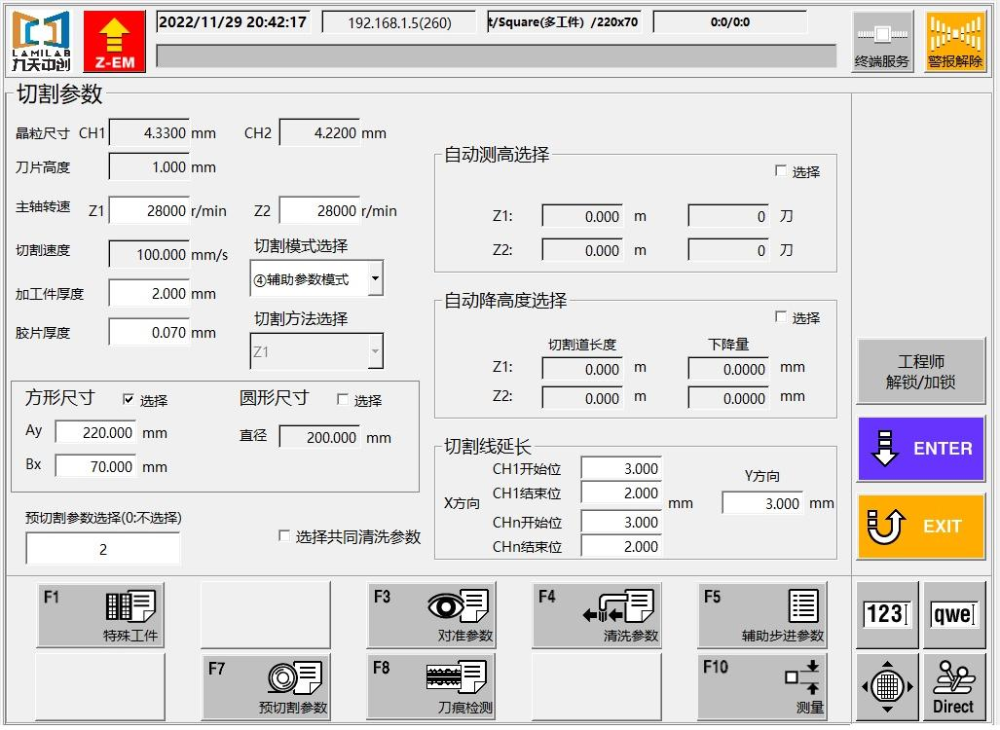 LAMILAB
九天中创
Z-EM
2022/11/29 20:42:17
192.168.1.5(260)
t/Square(多工件) /220x70
0:0/0:0
终端服务
警报解除
切割参数
晶粒尺寸 CH1 4.3300 mm CH2 4.2200 mm
刀片高度 1.000 mm
主轴转速 Z1 28000 r/min Z2 28000 r/min
切割速度 100.000 mm/s
切割模式选择
④辅助参数模式
加工件厚度 2.000 mm
切割方法选择
胶片厚度 0.070 mm
Z1
方形尺寸 选择 圆形尺寸 选择
Ay 220.000 mm 直径 200.000 mm
Bx 70.000 mm
预切割参数选择(0:不选择)
2
选择共同清洗参数
自动测高选择
选择
Z1: 0.000 m 0 刀
Z2: 0.000 m 0 刀
自动降高度选择
选择
切割道长度 下降量
Z1: 0.000 m 0.0000 mm
Z2: 0.000 m 0.0000 mm
切割线延长
X方向
CH1开始位 3.000
CH1结束位 2.000 mm
CHn开始位 3.000
CHn结束位 2.000
Y方向
3.000 mm
工程师
解锁/加锁
ENTER
EXIT
F1 特殊工件
F3 对准参数
F4 清洗参数
F5 辅助步进参数
123
qwe
F7 预切割参数
F8 刀痕检测
F10 测量
Direct